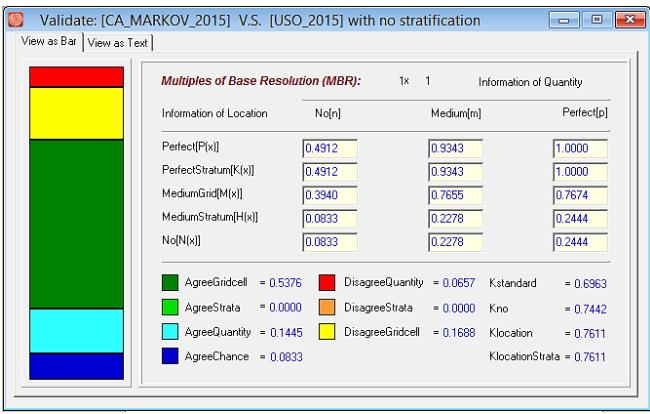 Validate: [CA_MARKOV_2015] V.S. [USO_2015] with no stratification
View as Bar View as Text
Multiples of Base Resolution (MBR): 1x 1 Information of Quantity
Information of Location No[n] Medium[m] Perfect[p]
Perfect[P(x)] 0.4912 0.9343 1.0000
PerfectStratum[K(x)] 0.4912 0.9343 1.0000
MediumGrid[M(x)] 0.3940 0.7655 0.7674
MediumStratum[H(x)] 0.0833 0.2278 0.2444
No[N(x)] 0.0833 0.2278 0.2444
AgreeGridcell = 0.5376 DisagreeQuantity = 0.0657 Kstandard = 0.6963
AgreeStrata = 0.0000 DisagreeStrata = 0.0000 Kno = 0.7442
AgreeQuantity = 0.1445 DisagreeGridcell = 0.1688 Klocation = 0.7611
AgreeChance = 0.0833 KlocationStrata = 0.7611